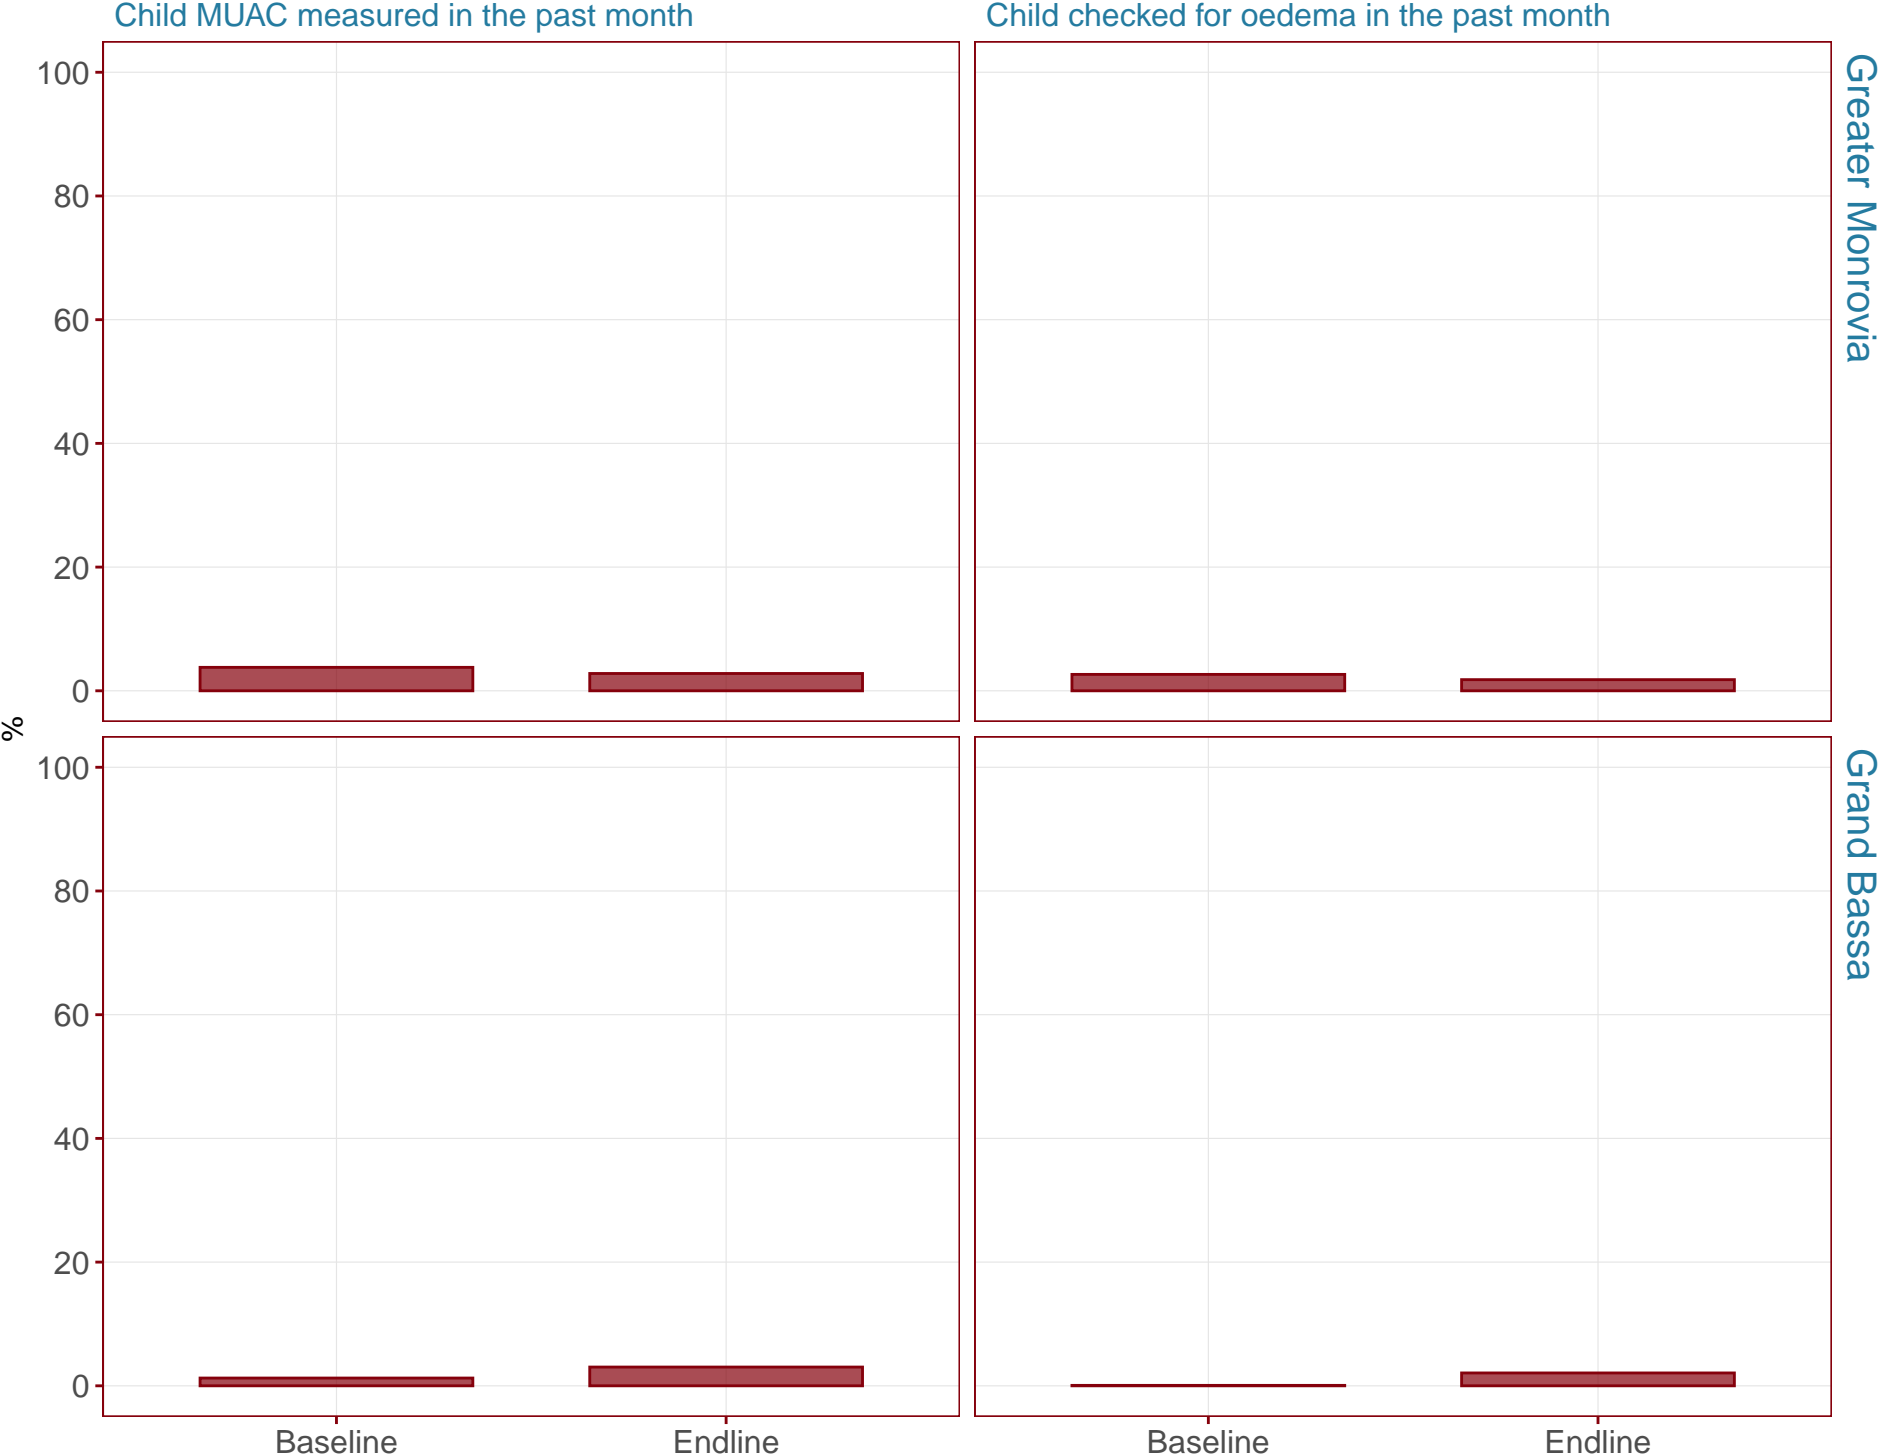 Child MUAC measured in the past month
Child checked for oedema in the past month
Greater Monrovia
100
80
60
40
20
0
%
Grand Bassa
100
80
60
40
20
0
Baseline
Endline
Baseline
Endline